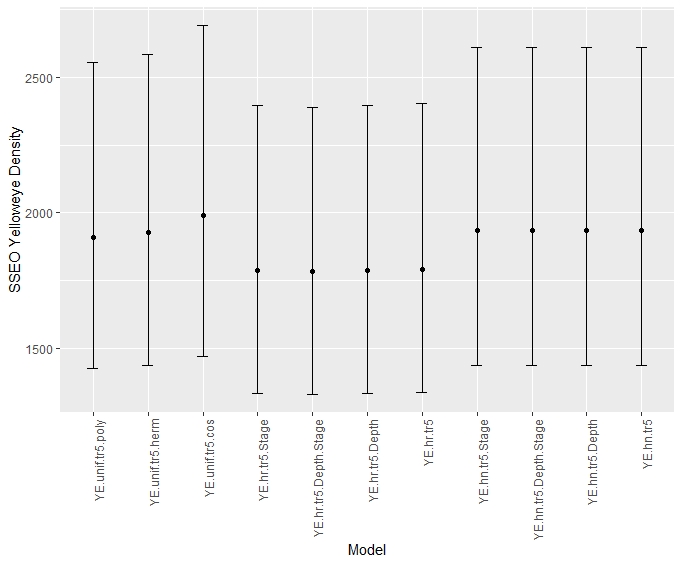 SSEO Yelloweye Density
2500
2000
1500
YE.unif.tr5.poly
YE.unif.tr5.herm
YE.unif.tr5.cos
YE.hr.tr5.Stage
YE.hr.tr5.Depth.Stage
YE.hr.tr5.Depth
YE.hr.tr5
YE.hn.tr5.Stage
YE.hn.tr5.Depth.Stage
YE.hn.tr5.Depth
YE.hn.tr5
Model